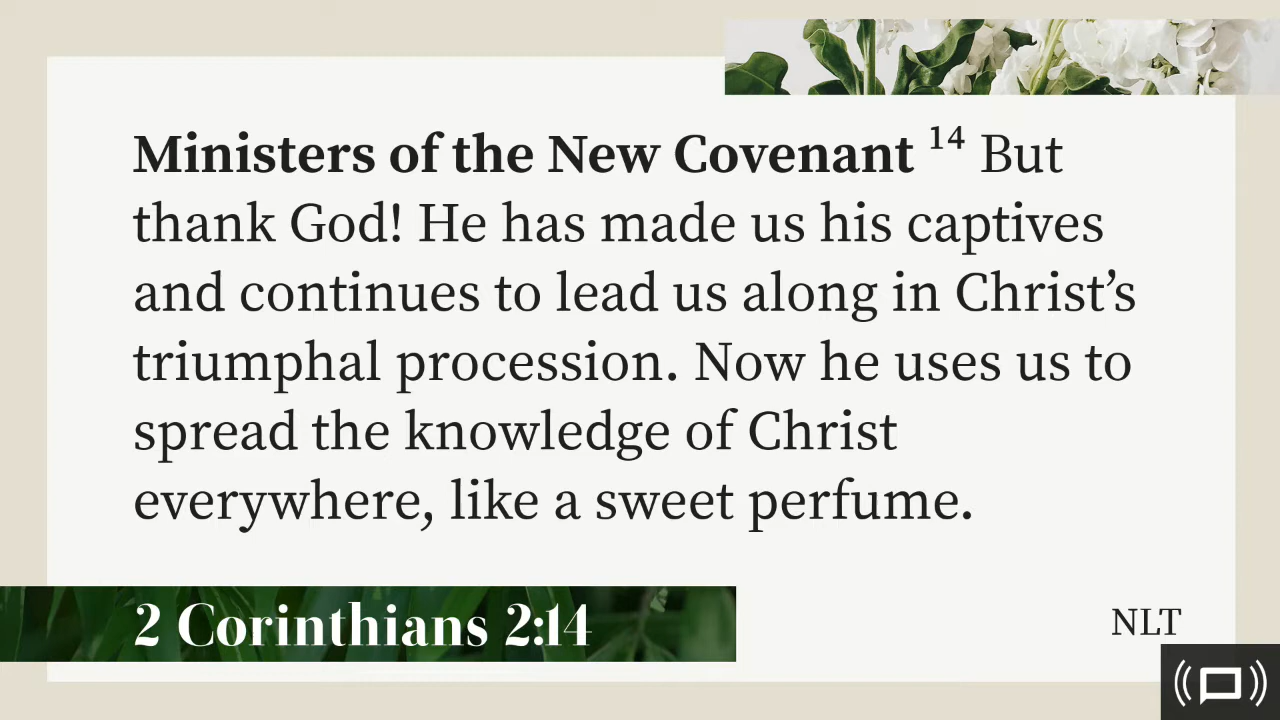 Ministers of the New Covenant 14 But
thank God! He has made us his captives
and continues to lead us along in Christ’s
triumphal procession. Now he uses us to
spread the knowledge of Christ
everywhere, like a sweet perfume.
2 Corinthians 2:14
NLT